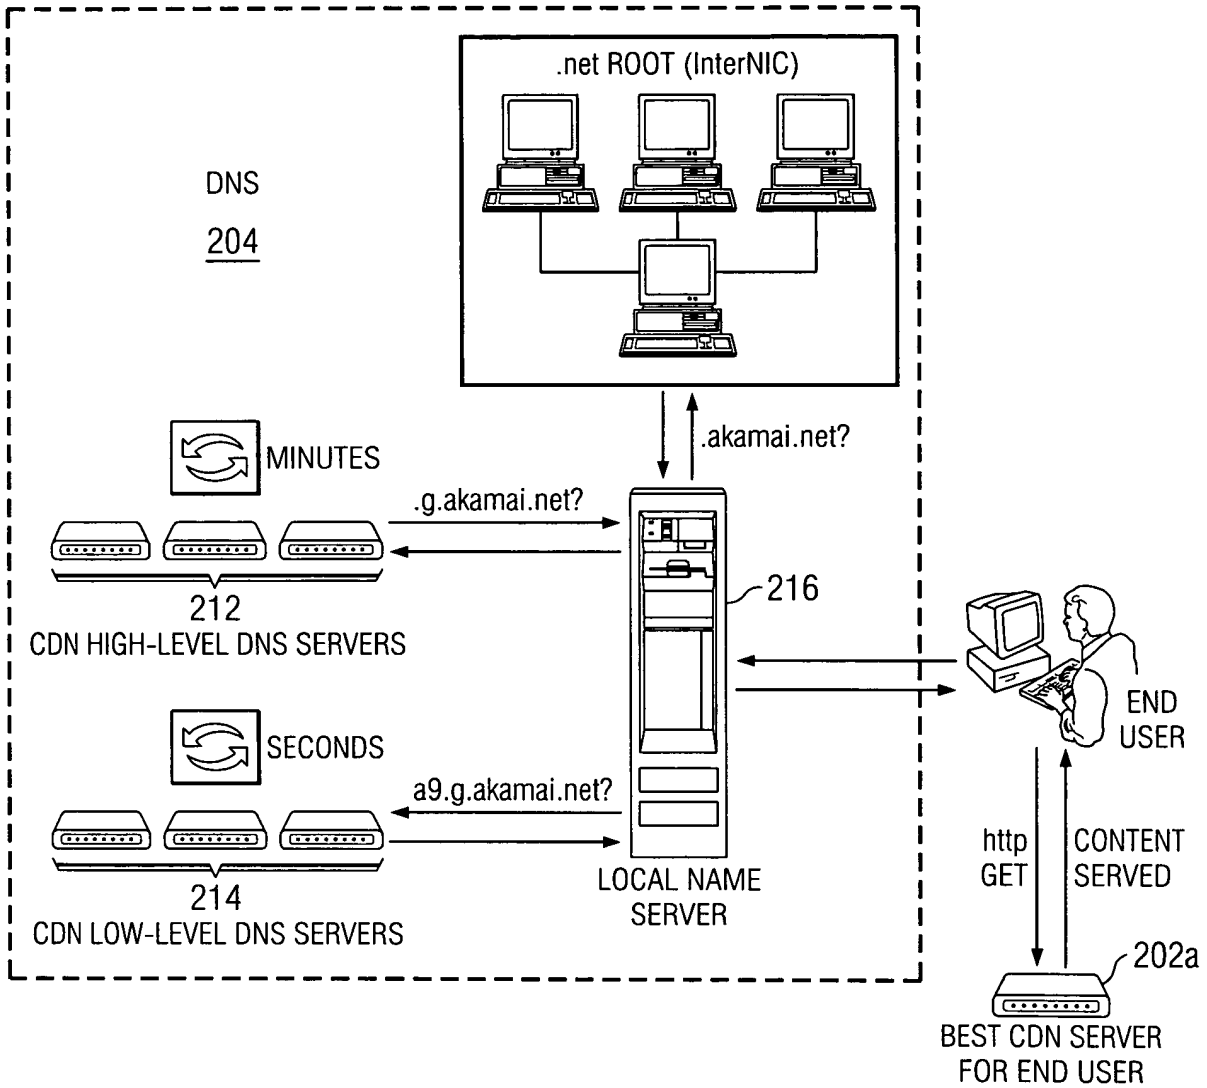 .net ROOT (InterNIC)
DNS
204
.akamai.net?
MINUTES
.g.akamai.net?
212
CDN HIGH-LEVEL DNS SERVERS
216
END
USER
SECONDS
a9.g.akamai.net?
214
CDN LOW-LEVEL DNS SERVERS
LOCAL NAME
SERVER
http
GET
CONTENT
SERVED
202a
BEST CDN SERVER
FOR END USER